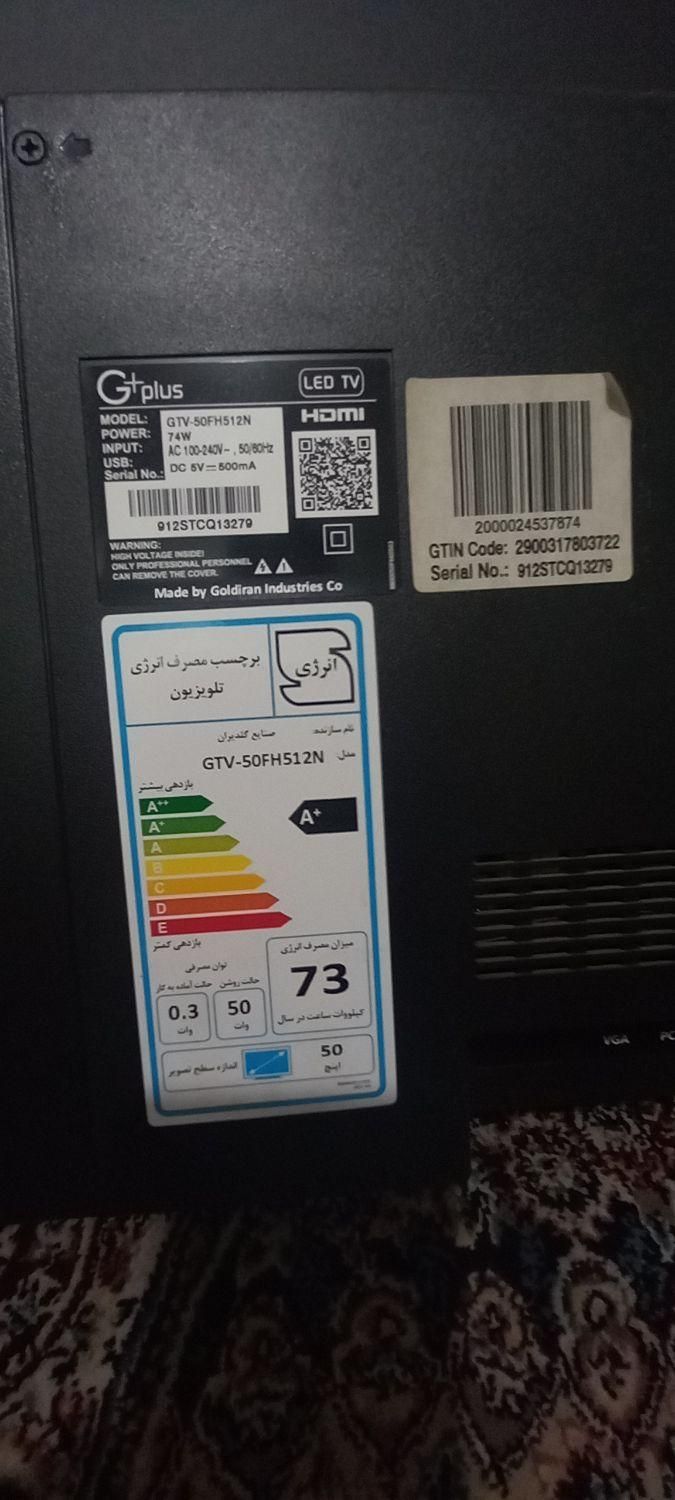 G+plus
LED TV
HDMI
MODEL: GTV-50FH512N
POWER: 74W
INPUT: AC 100-240V~ , 50/60Hz
USB: DC 5V⎓500mA
Serial No.:
912STCQ13279
WARNING:
HIGH VOLTAGE INSIDE!
ONLY PROFESSIONAL PERSONNEL
CAN REMOVE THE COVER.
Made by Goldiran Industries Co
2000024537874
GTIN Code: 2900317803722
Serial No.: 912STCQ13279
برچسب مصرف انرژی
تلویزیون
انرژی
نام سازنده: صنایع گلدیران
مدل GTV-50FH512N
بازدهی بیشتر
A++
A+
A
B
C
D
E
A+
بازدهی کمتر
توان مصرفی
حالت روشن
50
وات
حالت آماده به کار
0.3
وات
میزان مصرف انرژی
73
کیلووات ساعت در سال
50
اینچ
اندازه سطح تصویر
VGA
PC